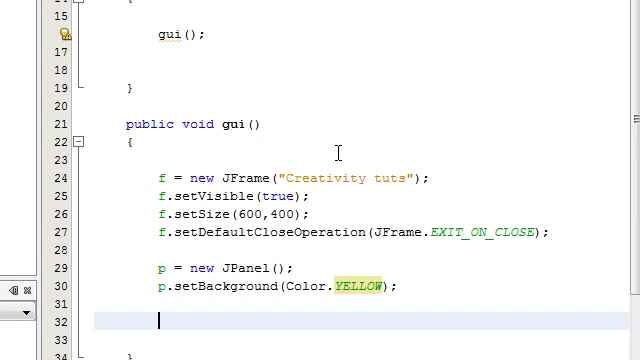 14 {
15
gui();
17
18
19 }
20
21 public void gui()
22 {
23
24 f = new JFrame("Creativity tuts");
25 f.setVisible(true);
26 f.setSize(600,400);
27 f.setDefaultCloseOperation(JFrame.EXIT_ON_CLOSE);
28
29 p = new JPanel();
30 p.setBackground(Color.YELLOW);
31
32
33
34 }